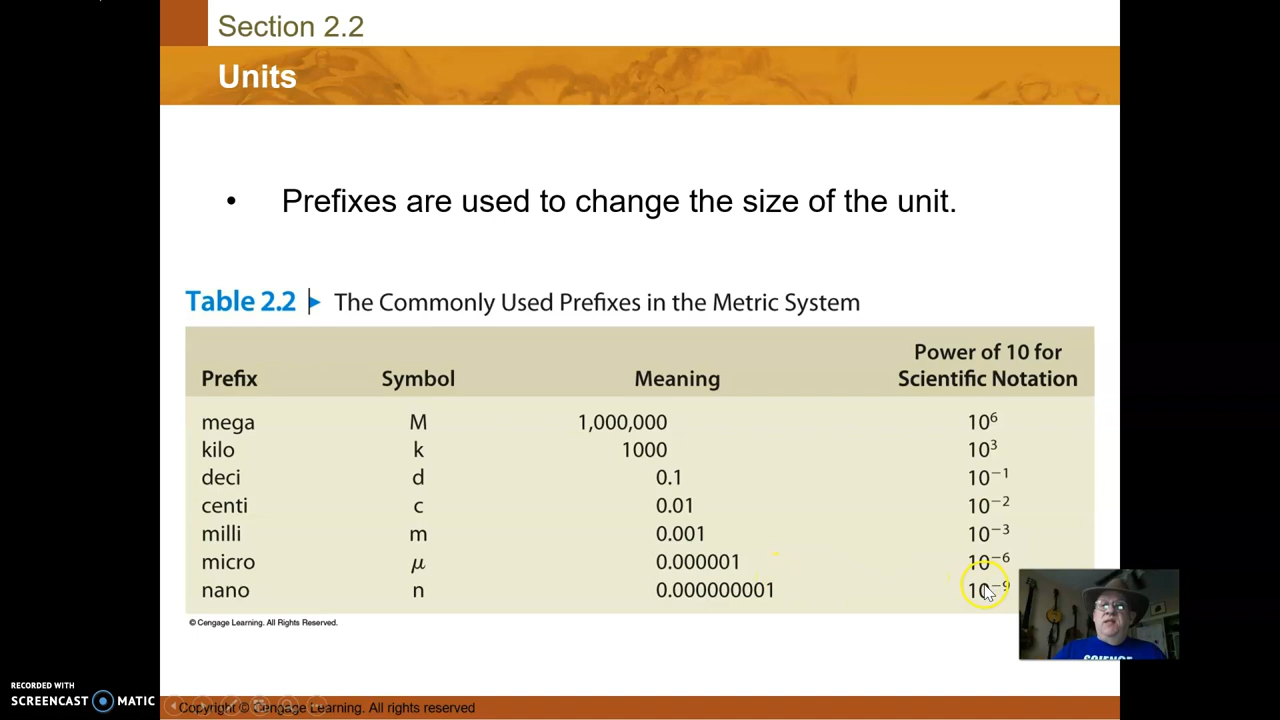 Section 2.2
Units
• Prefixes are used to change the size of the unit.
Table 2.2 The Commonly Used Prefixes in the Metric System
Prefix Symbol Meaning Power of 10 for Scientific Notation
mega M 1,000,000 10⁶
kilo k 1000 10³
deci d 0.1 10⁻¹
centi c 0.01 10⁻²
milli m 0.001 10⁻³
micro μ 0.000001 10⁻⁶
nano n 0.000000001 10⁻⁹
© Cengage Learning. All Rights Reserved.
SCIENCE
RECORDED WITH
SCREENCAST MATIC
Copyright © Cengage Learning. All rights reserved